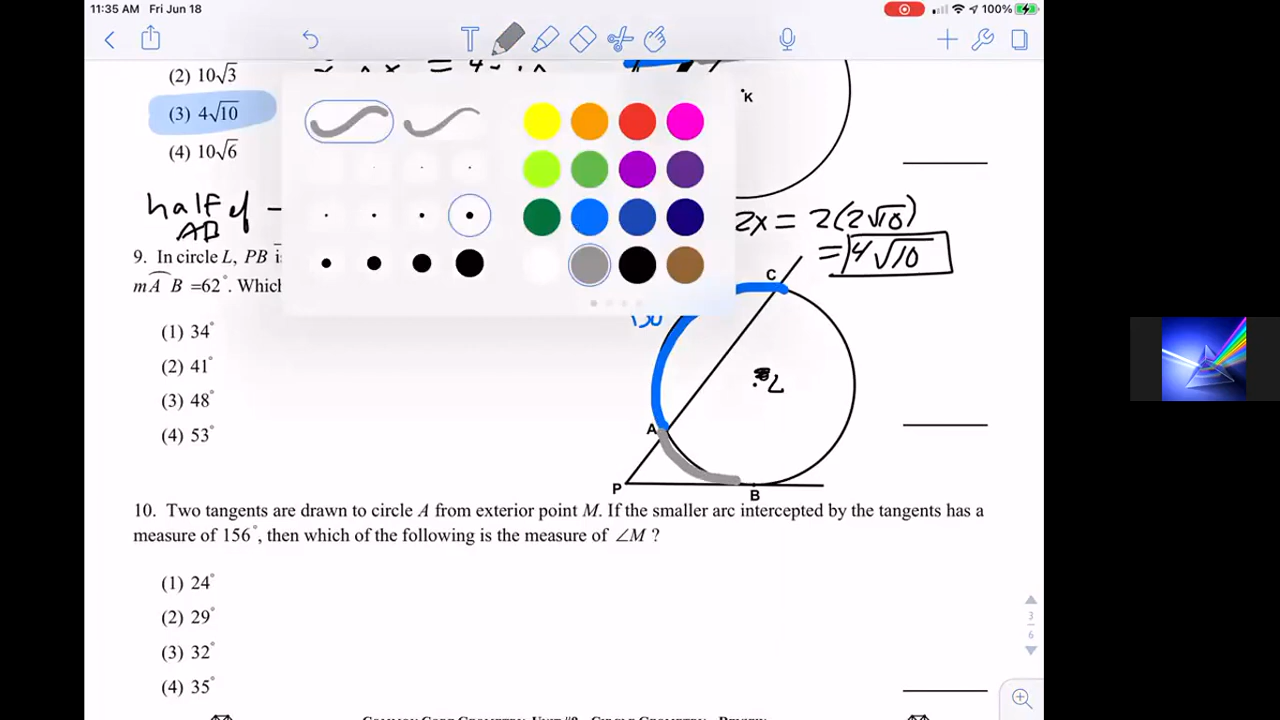 11:35 AM Fri Jun 18
100%
T
(2) 10√3
(3) 4√10
(4) 10√6
K
half of
AB
2x = 2(2√10)
= 4√10
9. In circle L, PB
mA B =62°. Which
(1) 34°
(2) 41°
(3) 48°
(4) 53°
C
L
A
P
B
10. Two tangents are drawn to circle A from exterior point M. If the smaller arc intercepted by the tangents has a
measure of 156°, then which of the following is the measure of ∠M ?
(1) 24°
(2) 29°
(3) 32°
(4) 35°
3
6